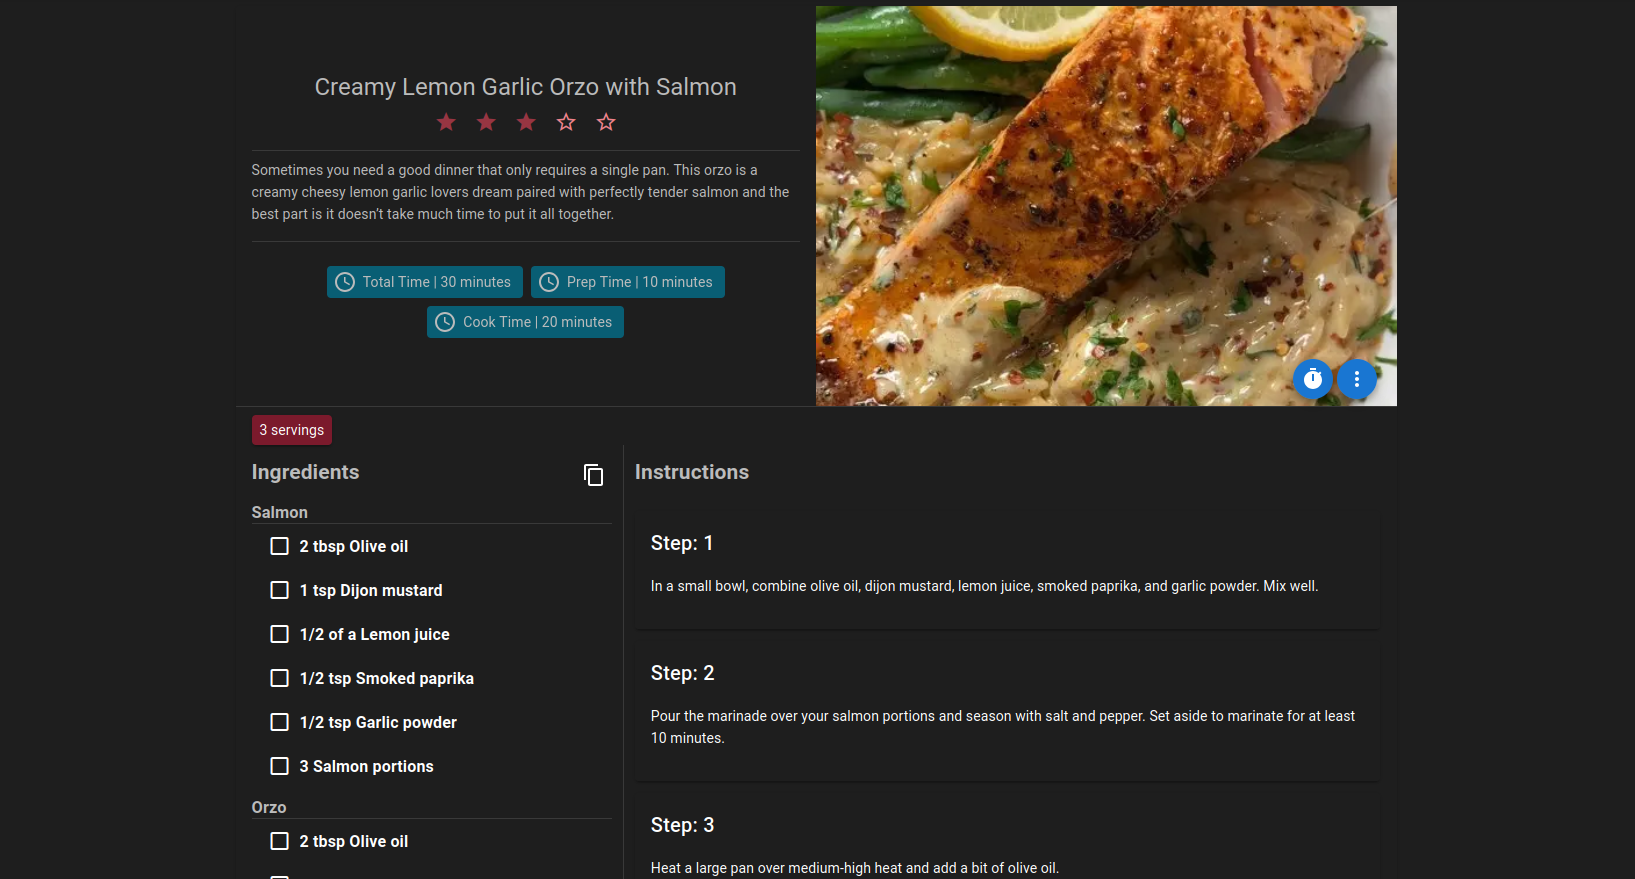 Creamy Lemon Garlic Orzo with Salmon
Sometimes you need a good dinner that only requires a single pan. This orzo is a
creamy cheesy lemon garlic lovers dream paired with perfectly tender salmon and the
best part is it doesn't take much time to put it all together.
Total Time | 30 minutes
Prep Time | 10 minutes
Cook Time | 20 minutes
3 servings
Ingredients
Salmon
2 tbsp Olive oil
1 tsp Dijon mustard
1/2 of a Lemon juice
1/2 tsp Smoked paprika
1/2 tsp Garlic powder
3 Salmon portions
Orzo
2 tbsp Olive oil
Instructions
Step: 1
In a small bowl, combine olive oil, dijon mustard, lemon juice, smoked paprika, and garlic powder. Mix well.
Step: 2
Pour the marinade over your salmon portions and season with salt and pepper. Set aside to marinate for at least
10 minutes.
Step: 3
Heat a large pan over medium-high heat and add a bit of olive oil.